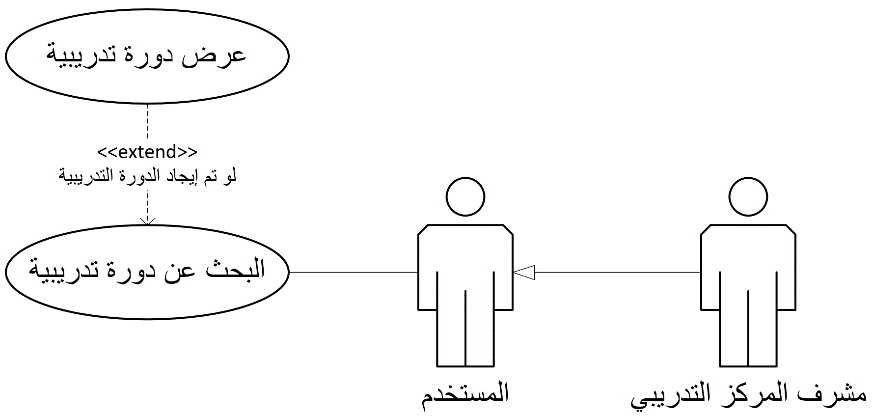 عرض دورة تدريبية
<<extend>>
لو تم إيجاد الدورة التدريبية
البحث عن دورة تدريبية
المستخدم
مشرف المركز التدريبي